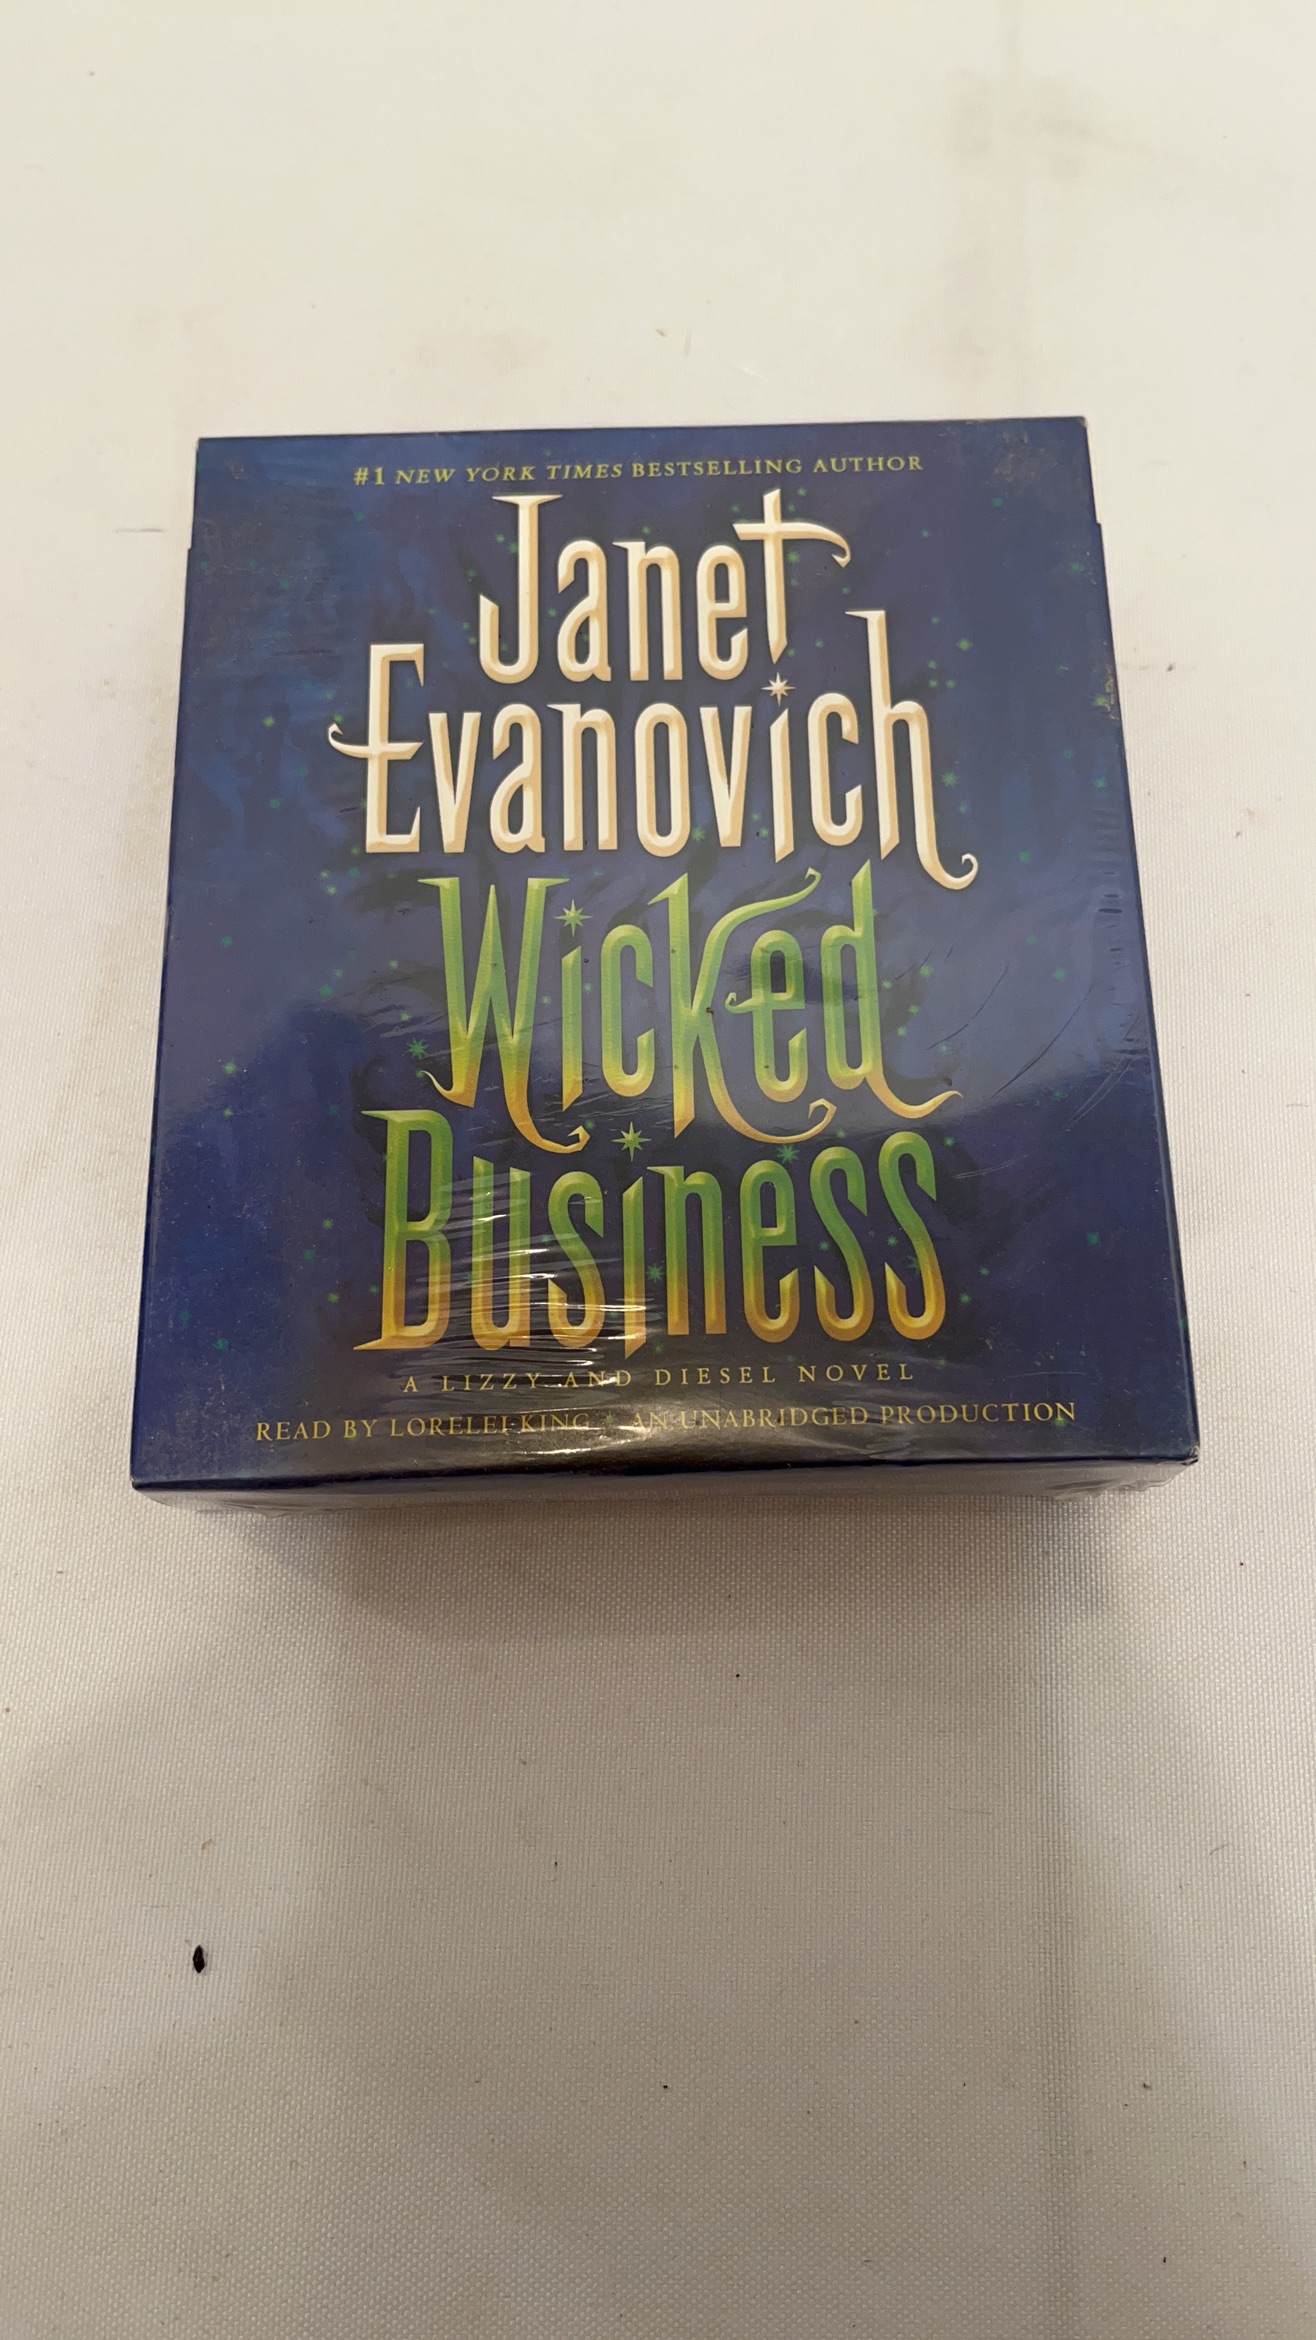 #1 NEW YORK TIMES BESTSELLING AUTHOR
Janet
Evanovich
Wicked
Business
A LIZZY AND DIESEL NOVEL
READ BY LORELEI KING * AN UNABRIDGED PRODUCTION